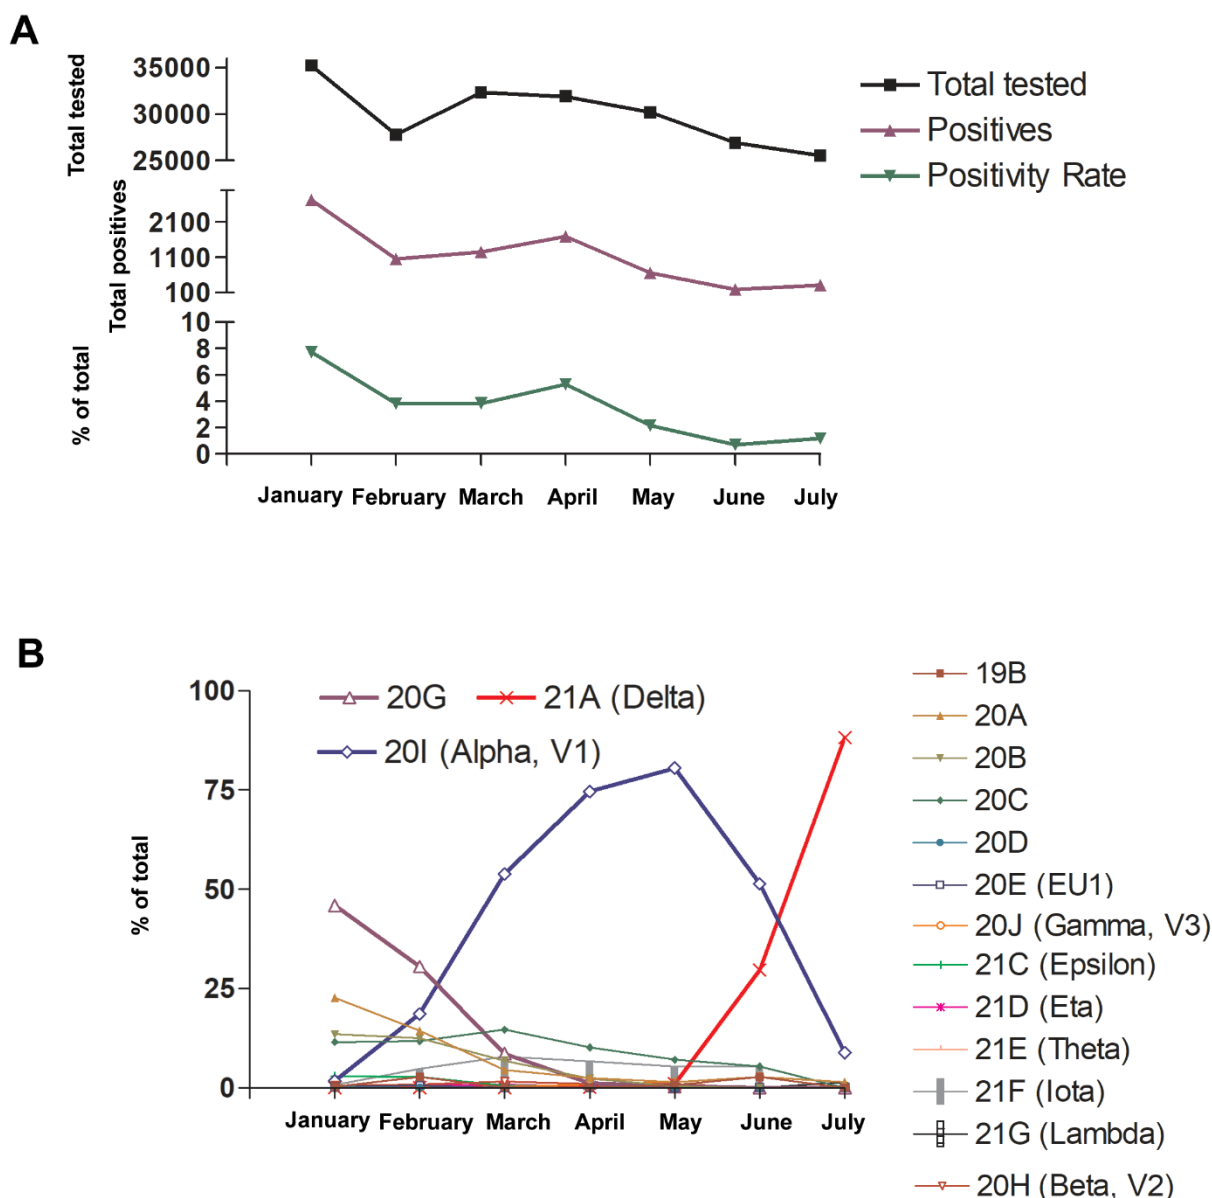 A
Total tested
35000
30000
25000
Total tested
Positives
Positivity Rate
Total positives
2100
1100
100
% of total
10
8
6
4
2
0
January February March April May June July
B
% of total
100
75
50
25
0
20G 21A (Delta)
20I (Alpha, V1)
January February March April May June July
19B
20A
20B
20C
20D
20E (EU1)
20J (Gamma, V3)
21C (Epsilon)
21D (Eta)
21E (Theta)
21F (Iota)
21G (Lambda)
20H (Beta, V2)